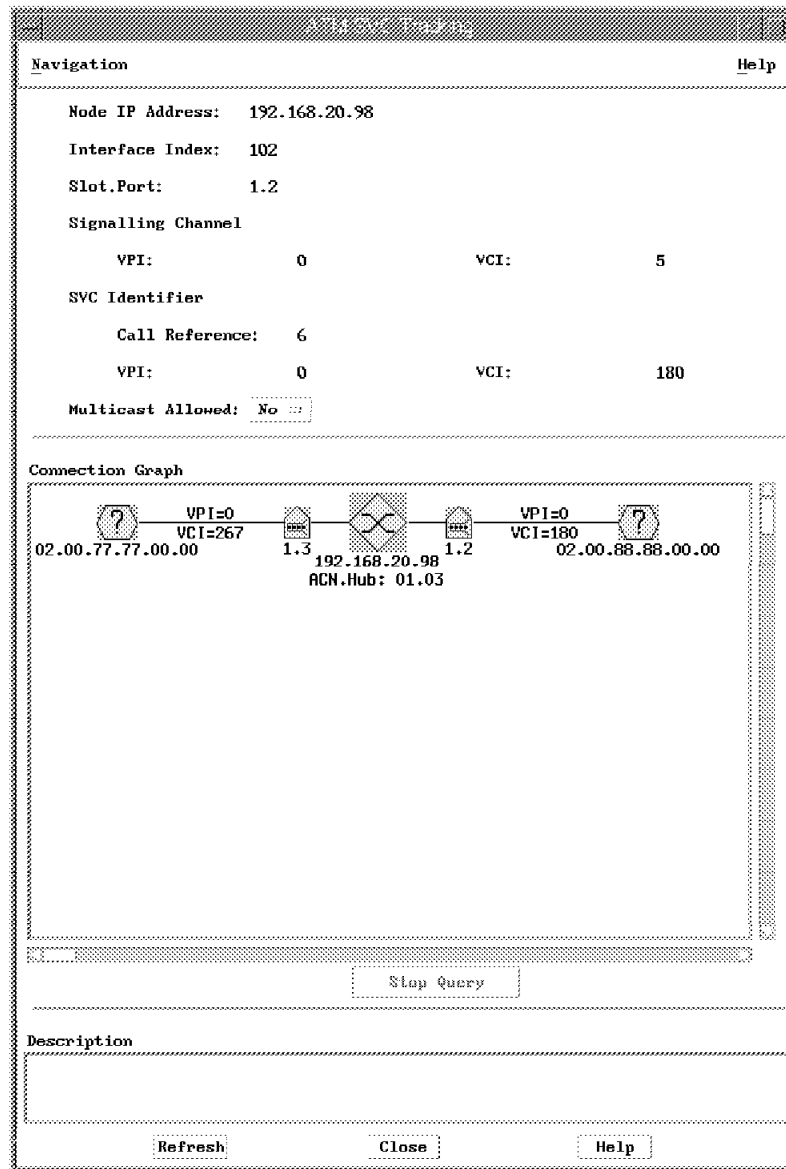 ATM SVC Tracking
Navigation Help
Node IP Address: 192.168.20.98
Interface Index: 102
Slot.Port: 1.2
Signalling Channel
VPI: 0 VCI: 5
SVC Identifier
Call Reference: 6
VPI: 0 VCI: 180
Multicast Allowed: No
Connection Graph
? VPI=0 VPI=0 ?
VCI=267 VCI=180
02.00.77.77.00.00 1.3 1.2 02.00.88.88.00.00
192.168.20.98
ACN.Hub: 01.03
Stop Query
Description
Refresh Close Help